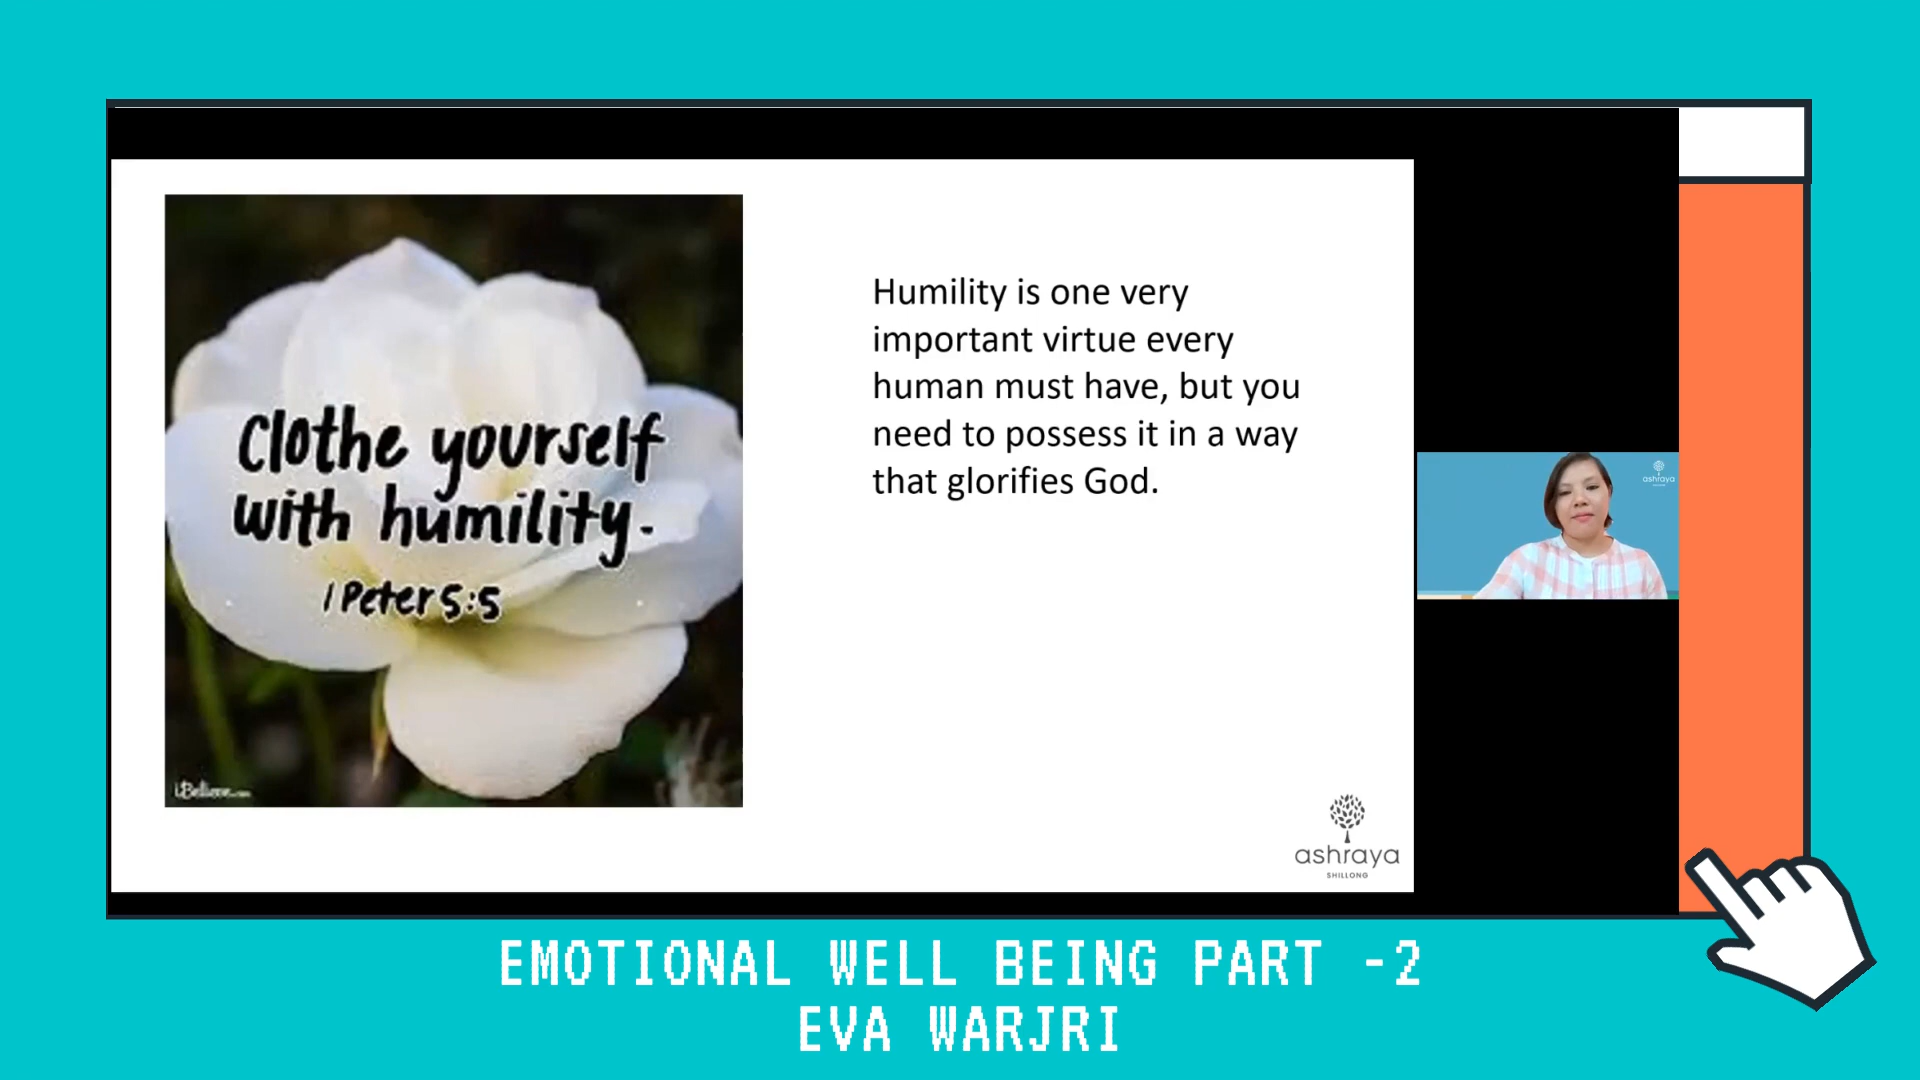 Clothe yourself
with humility.
1 Peter 5:5
Humility is one very
important virtue every
human must have, but you
need to possess it in a way
that glorifies God.
ashraya
ashraya
SHILLONG
EMOTIONAL WELL BEING PART -2
EVA WARJRI